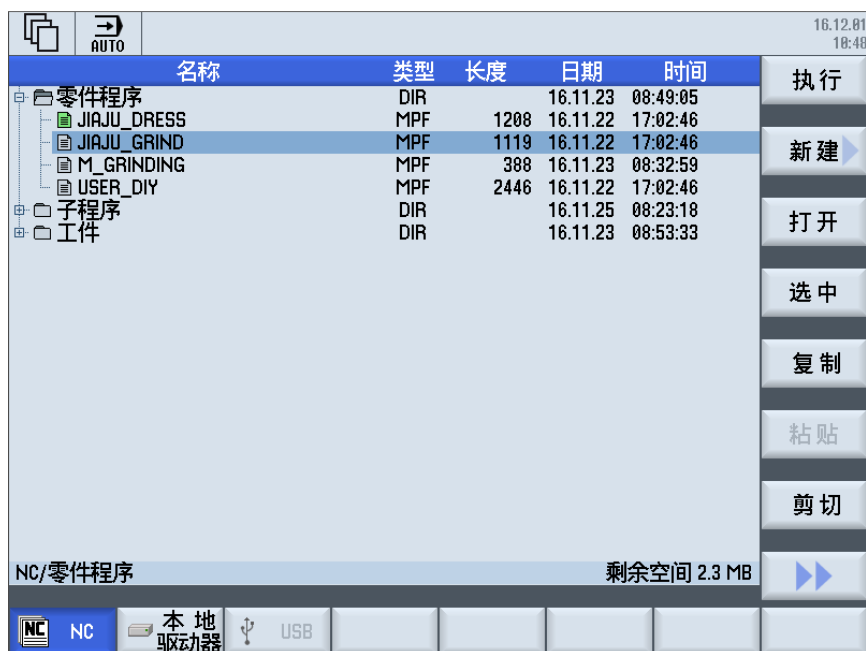 AUTO
16.12.01
10:48
名称 类型 长度 日期 时间
零件程序 DIR 16.11.23 08:49:05
JIAJU_DRESS MPF 1208 16.11.22 17:02:46
JIAJU_GRIND MPF 1119 16.11.22 17:02:46
M_GRINDING MPF 388 16.11.23 08:32:59
USER_DIY MPF 2446 16.11.22 17:02:46
子程序 DIR 16.11.25 08:23:18
工件 DIR 16.11.23 08:53:33
NC/零件程序 剩余空间 2.3 MB
执行
新建
打开
选中
复制
粘贴
剪切
NC NC
本地
驱动器
USB